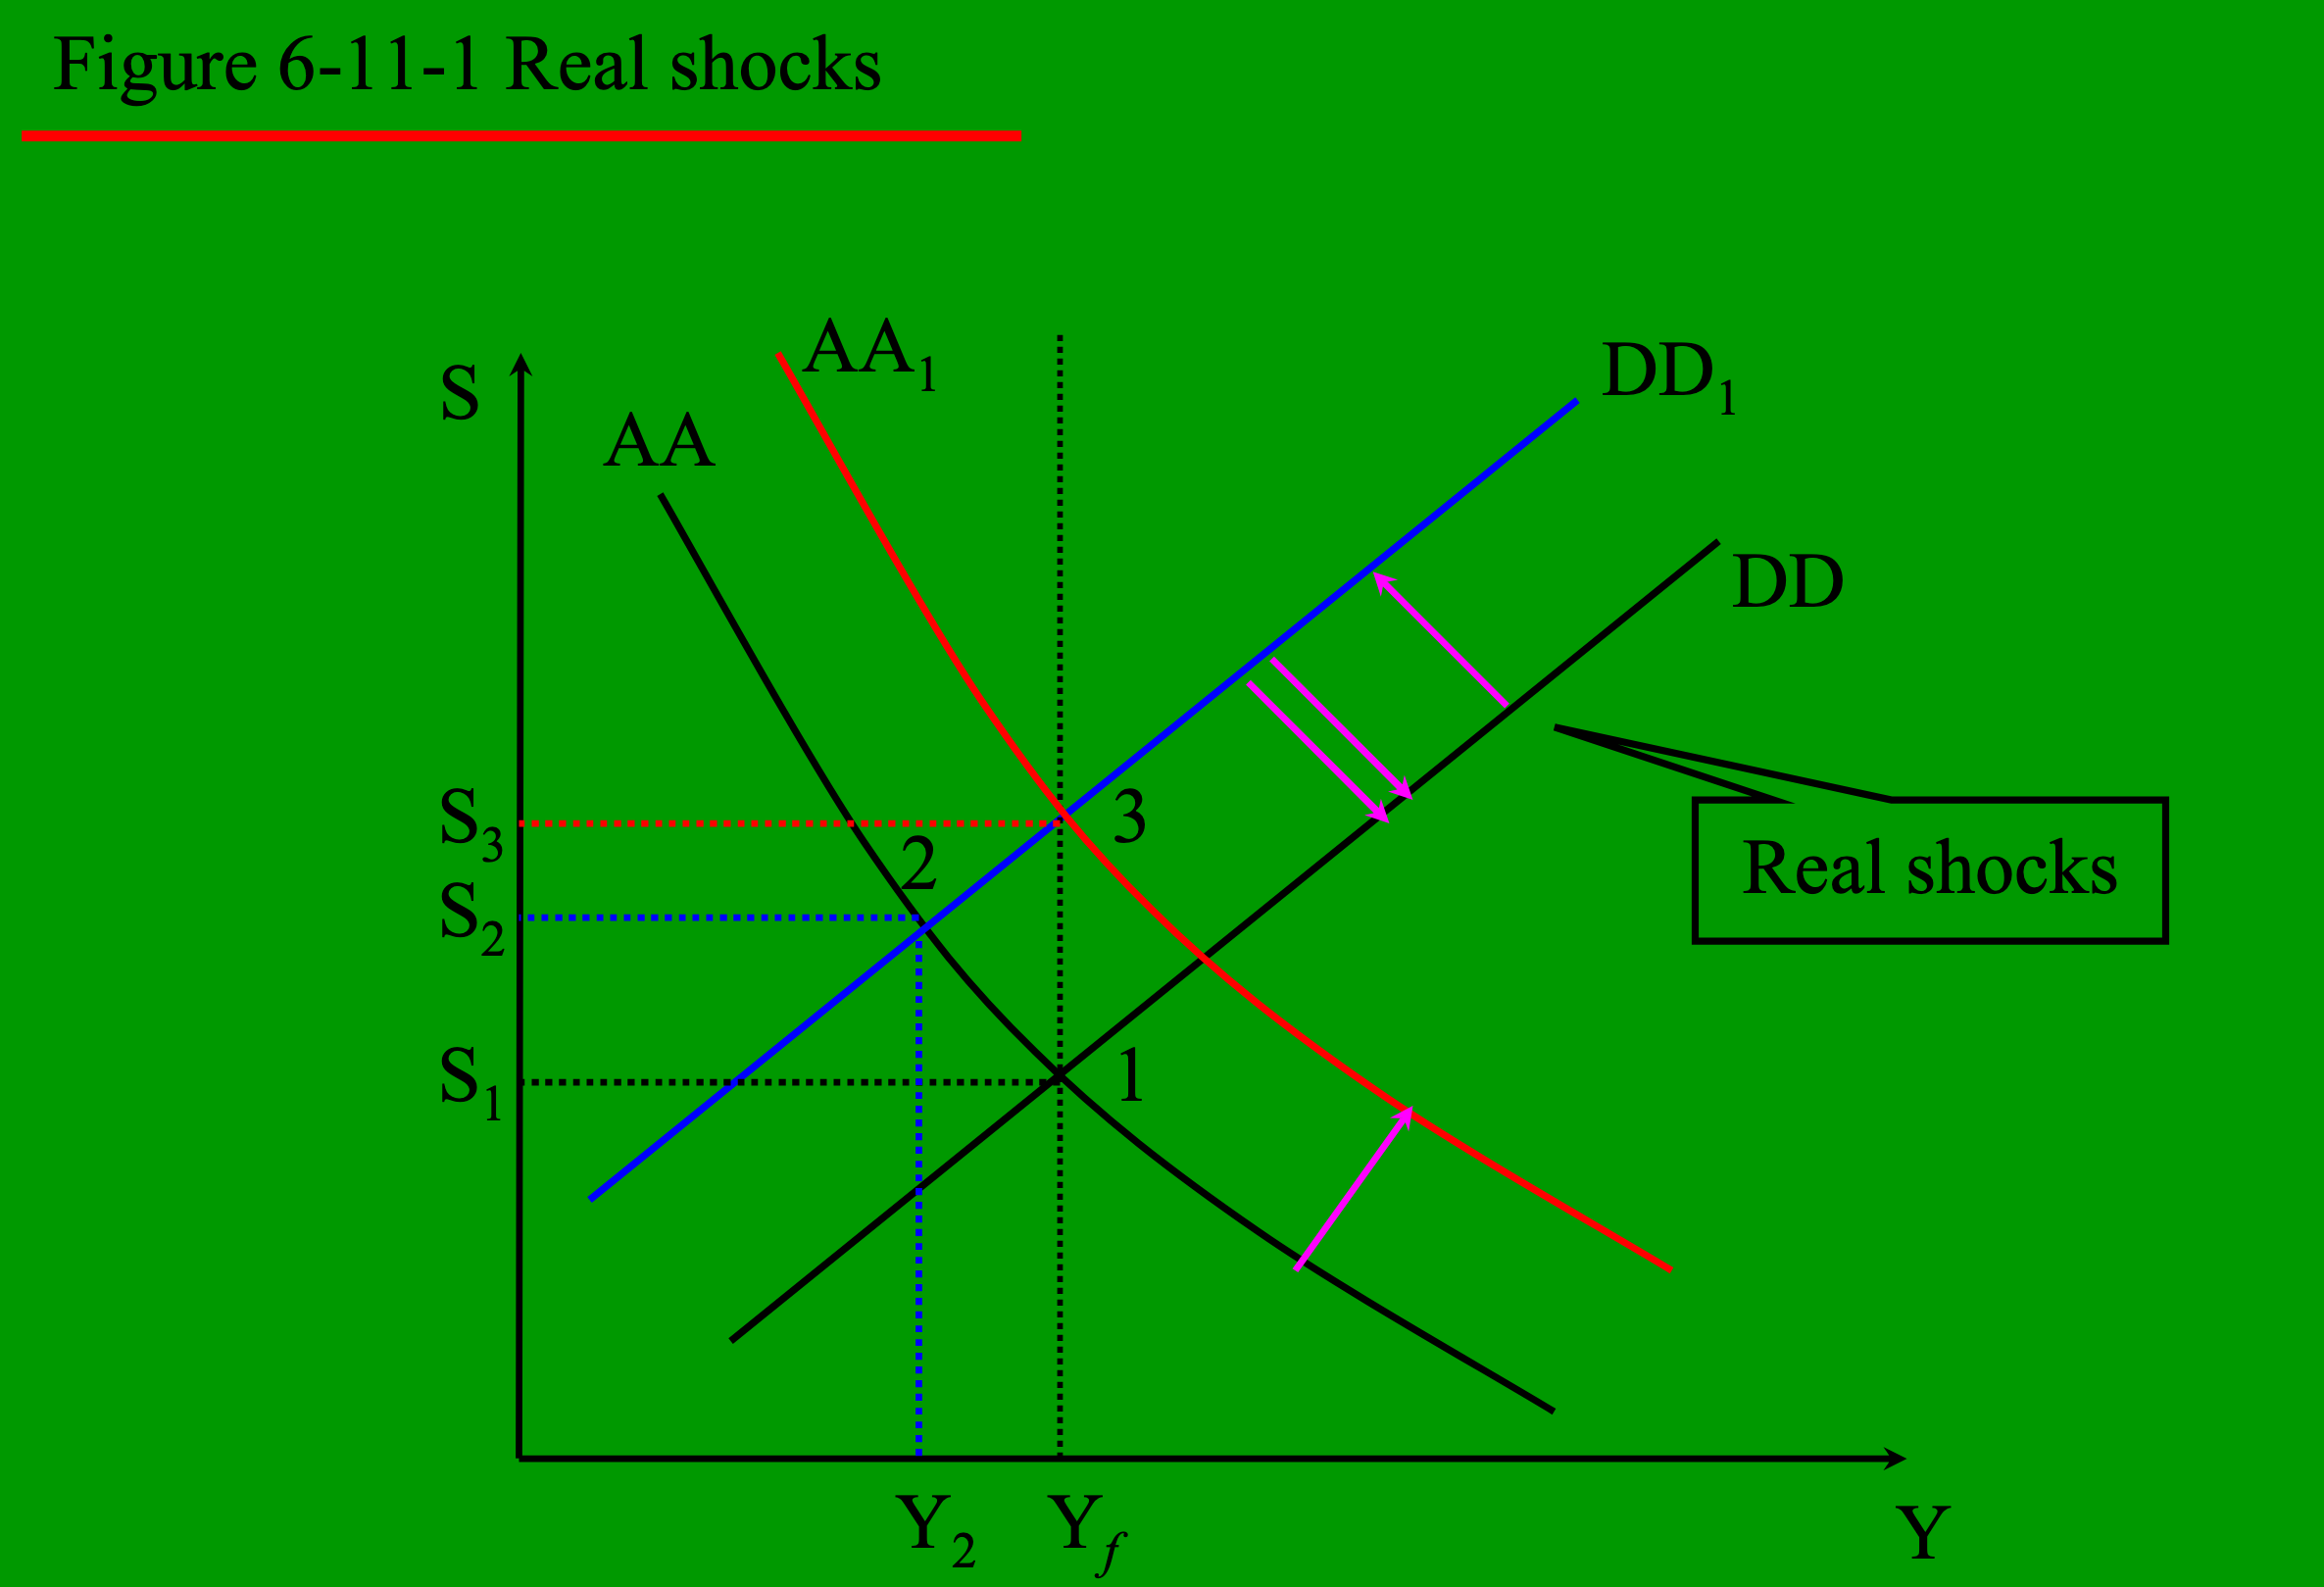 Figure 6-11-1 Real shocks
AA₁
DD₁
S
AA
DD
S₃
3
2
Real shocks
S₂
S₁
1
Y₂
Y𝑓
Y